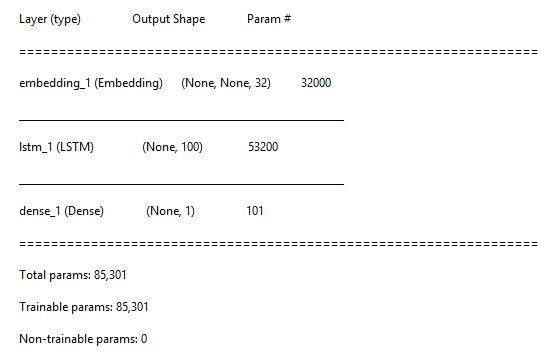 Layer (type) Output Shape Param #
=================================================================
embedding_1 (Embedding) (None, None, 32) 32000
_________________________________________________________________
lstm_1 (LSTM) (None, 100) 53200
_________________________________________________________________
dense_1 (Dense) (None, 1) 101
=================================================================
Total params: 85,301
Trainable params: 85,301
Non-trainable params: 0